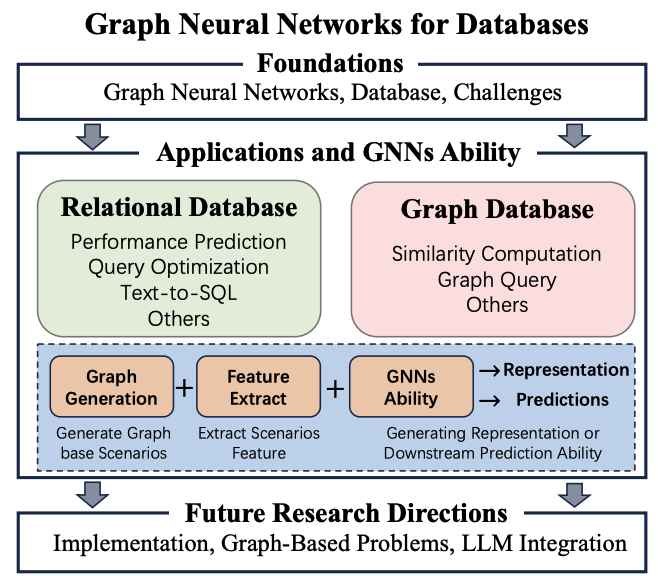 Graph Neural Networks for Databases
Foundations
Graph Neural Networks, Database, Challenges
Applications and GNNs Ability
Relational Database
Performance Prediction
Query Optimization
Text-to-SQL
Others
Graph Database
Similarity Computation
Graph Query
Others
Graph
Generation
+
Feature
Extract
+
GNNs
Ability
→ Representation
→ Predictions
Generate Graph
base Scenarios
Extract Scenarios
Feature
Generating Representation or
Downstream Prediction Ability
Future Research Directions
Implementation, Graph-Based Problems, LLM Integration